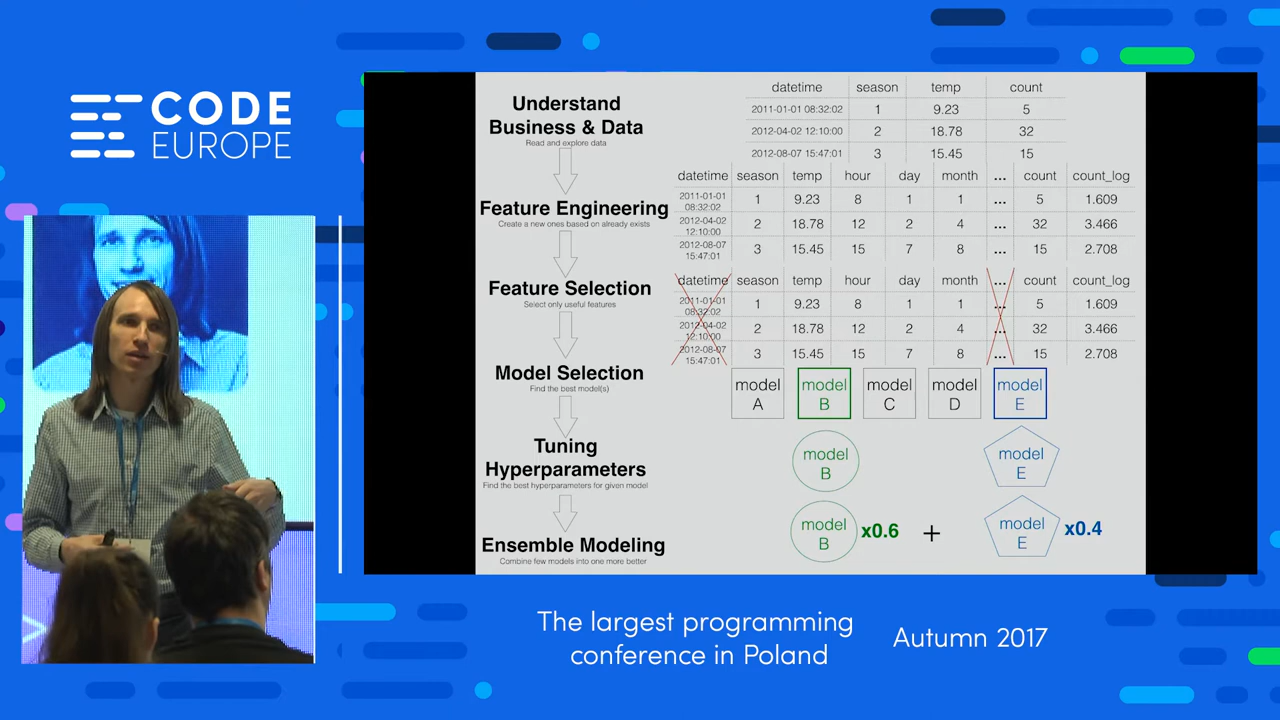 CODE
EUROPE
Understand
Business & Data
Read and explore data
Feature Engineering
Create a new ones based on already exists
Feature Selection
Select only useful features
Model Selection
Find the best model(s)
Tuning
Hyperparameters
Find the best hyperparameters for given model
Ensemble Modeling
Combine few models into one more better
datetime season temp count
2011-01-01 08:32:02 1 9.23 5
2012-04-02 12:10:00 2 18.78 32
2012-08-07 15:47:01 3 15.45 15
datetime season temp hour day month ... count count_log
2011-01-01
08:32:02 1 9.23 8 1 1 ... 5 1.609
2012-04-02
12:10:00 2 18.78 12 2 4 ... 32 3.466
2012-08-07
15:47:01 3 15.45 15 7 8 ... 15 2.708
datetime season temp hour day month ... count count_log
2011-01-01
08:32:02 1 9.23 8 1 1 ... 5 1.609
2012-04-02
12:10:00 2 18.78 12 2 4 ... 32 3.466
2012-08-07
15:47:01 3 15.45 15 7 8 ... 15 2.708
model model model model model
A B C D E
model model
B E
model x0.6 + model x0.4
B E
The largest programming
conference in Poland
Autumn 2017